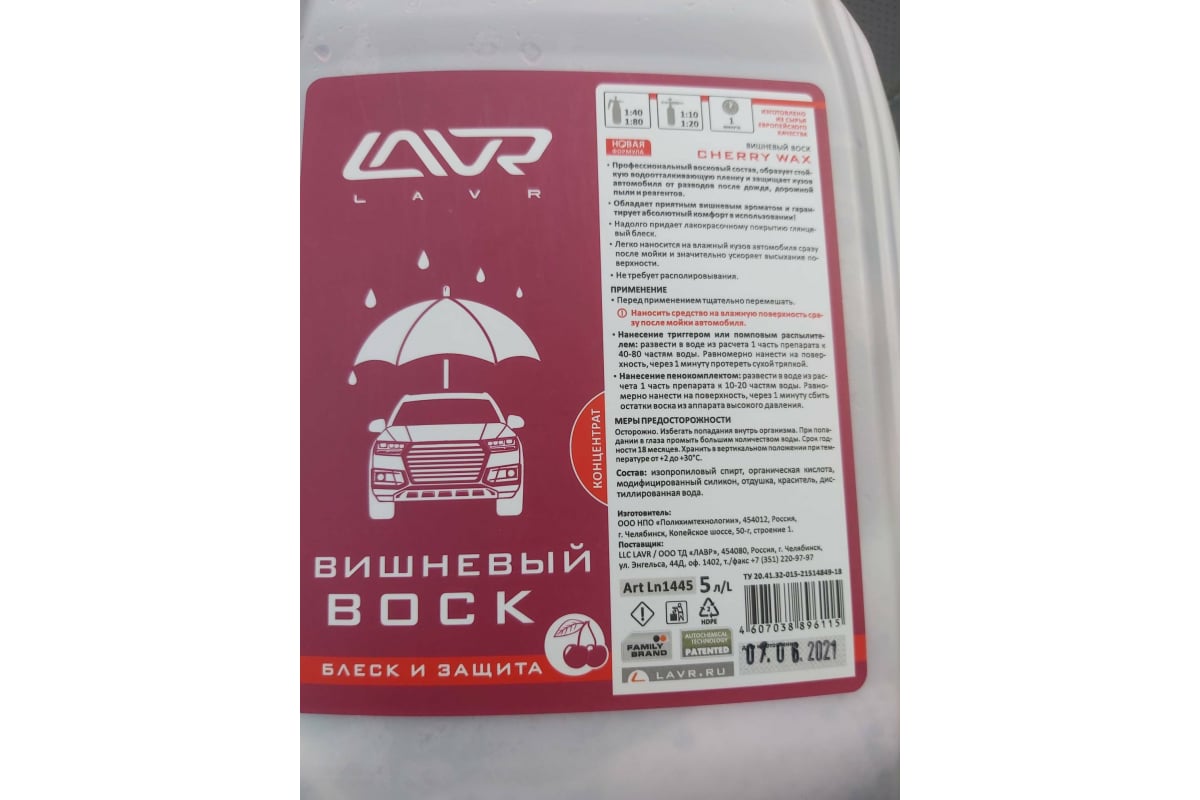 LAVR
LAVR
ВИШНЕВЫЙ
ВОСК
БЛЕСК И ЗАЩИТА
КОНЦЕНТРАТ
1:40
1:80
1:10
1:20
1
минута
ИЗГОТОВЛЕНО
ИЗ СЫРЬЯ
ЕВРОПЕЙСКОГО
КАЧЕСТВА
НОВАЯ
ФОРМУЛА
ВИШНЕВЫЙ ВОСК
CHERRY WAX
• Профессиональный восковый состав, образует стой-
кую водоотталкивающую пленку и защищает кузов
автомобиля от разводов после дождя, дорожной
пыли и реагентов.
• Обладает приятным вишневым ароматом и гаран-
тирует абсолютный комфорт в использовании!
• Надолго придает лакокрасочному покрытию глянце-
вый блеск.
• Легко наносится на влажный кузов автомобиля сразу
после мойки и значительно ускоряет высыхание по-
верхности.
• Не требует располировывания.
ПРИМЕНЕНИЕ
• Перед применением тщательно перемешать.
Наносить средство на влажную поверхность сра-
зу после мойки автомобиля.
• Нанесение триггером или помповым распылите-
лем: развести в воде из расчета 1 часть препарата к
40-80 частям воды. Равномерно нанести на повер-
хность, через 1 минуту протереть сухой тряпкой.
• Нанесение пенокомплектом: развести в воде из рас-
чета 1 часть препарата к 10-20 частям воды. Равно-
мерно нанести на поверхность, через 1 минуту сбить
остатки воска из аппарата высокого давления.
МЕРЫ ПРЕДОСТОРОЖНОСТИ
Осторожно. Избегать попадания внутрь организма. При попа-
дании в глаза промыть большим количеством воды. Срок год-
ности 18 месяцев. Хранить в вертикальном положении при тем-
пературе от +2 до +30°С.
Состав: изопропиловый спирт, органическая кислота,
модифицированный силикон, отдушка, краситель, дис-
тиллированная вода.
Изготовитель:
ООО НПО «Полихимтехнологии», 454012, Россия,
г. Челябинск, Копейское шоссе, 50-г, строение 1.
Поставщик:
LLC LAVR / ООО ТД «ЛАВР», 454080, Россия, г. Челябинск,
ул. Энгельса, 44Д, оф. 1402, т./факс +7 (351) 220-97-97
Art Ln1445 5 л/L
ТУ 20.41.32-015-21514849-18
4 607038 896115
2
HDPE
FAMILY
BRAND
AUTOCHEMICAL
TECHNOLOGY
PATENTED
07.06.2021
LAVR.RU